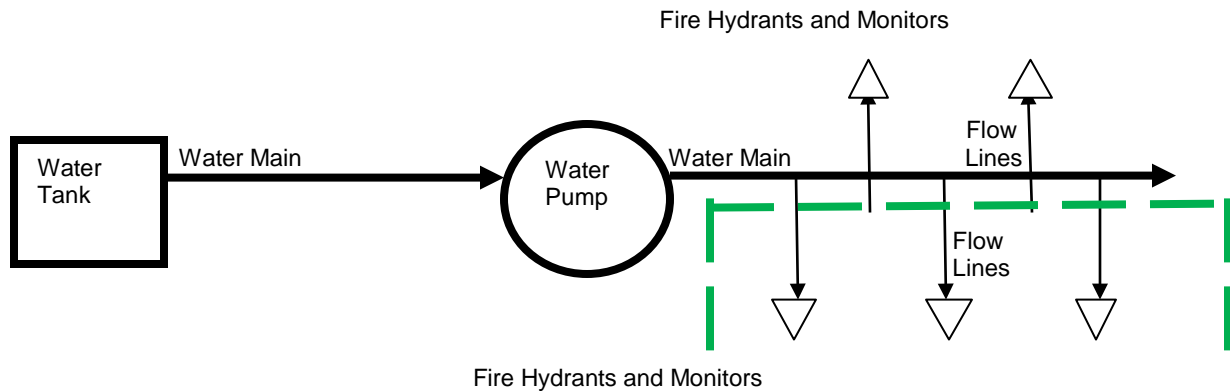 Fire Hydrants and Monitors
Water
Tank
Water Main
Water
Pump
Water Main
Flow
Lines
Flow
Lines
Fire Hydrants and Monitors